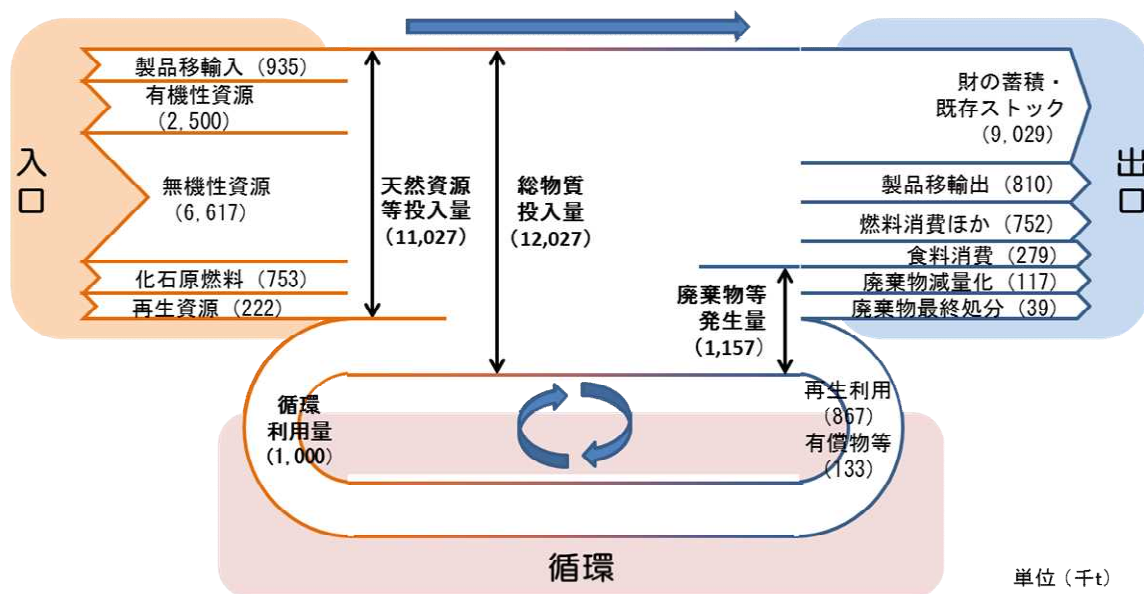 入口
製品移輸入（935）
有機性資源
（2,500）
無機性資源
（6,617）
化石原燃料（753）
再生資源（222）
天然資源
等投入量
（11,027）
総物質
投入量
（12,027）
廃棄物等
発生量
（1,157）
財の蓄積・
既存ストック
（9,029）
製品移輸出（810）
燃料消費ほか（752）
食料消費（279）
廃棄物減量化（117）
廃棄物最終処分（39）
出口
循環
利用量
（1,000）
再生利用
（867）
有償物等
（133）
循環
単位（千t）